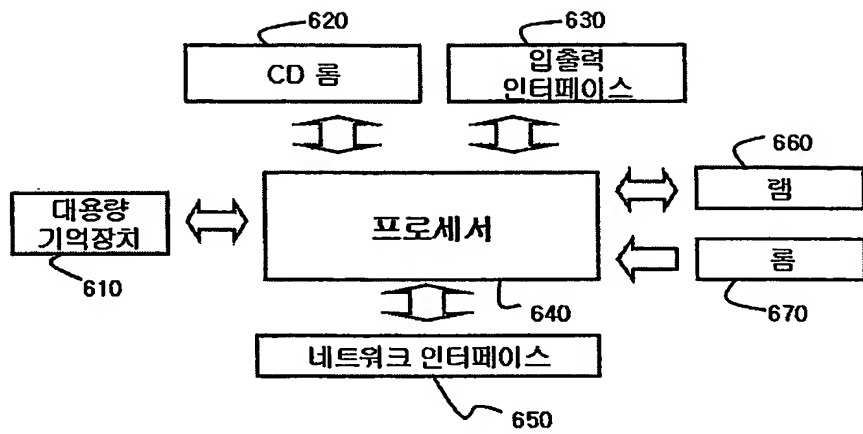 620
630
CD 롬
입출력
인터페이스
660
램
대용량
기억장치
프로세서
롬
610
640
670
네트워크 인터페이스
650